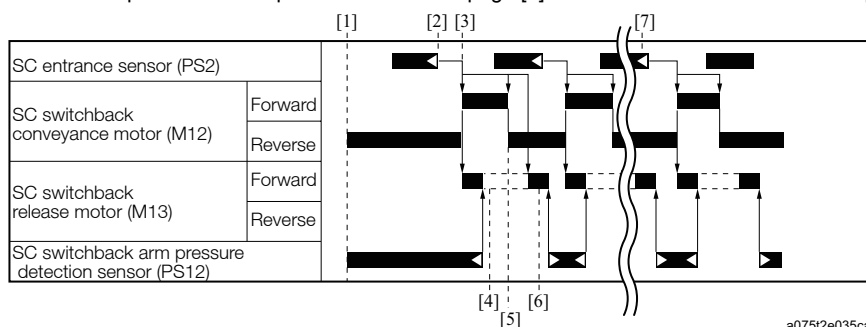 [1] [2] [3] [7]
SC entrance sensor (PS2)
SC switchback
conveyance motor (M12)
Forward
Reverse
SC switchback
release motor (M13)
Forward
Reverse
SC switchback arm pressure
detection sensor (PS12)
[4] [6]
[5]